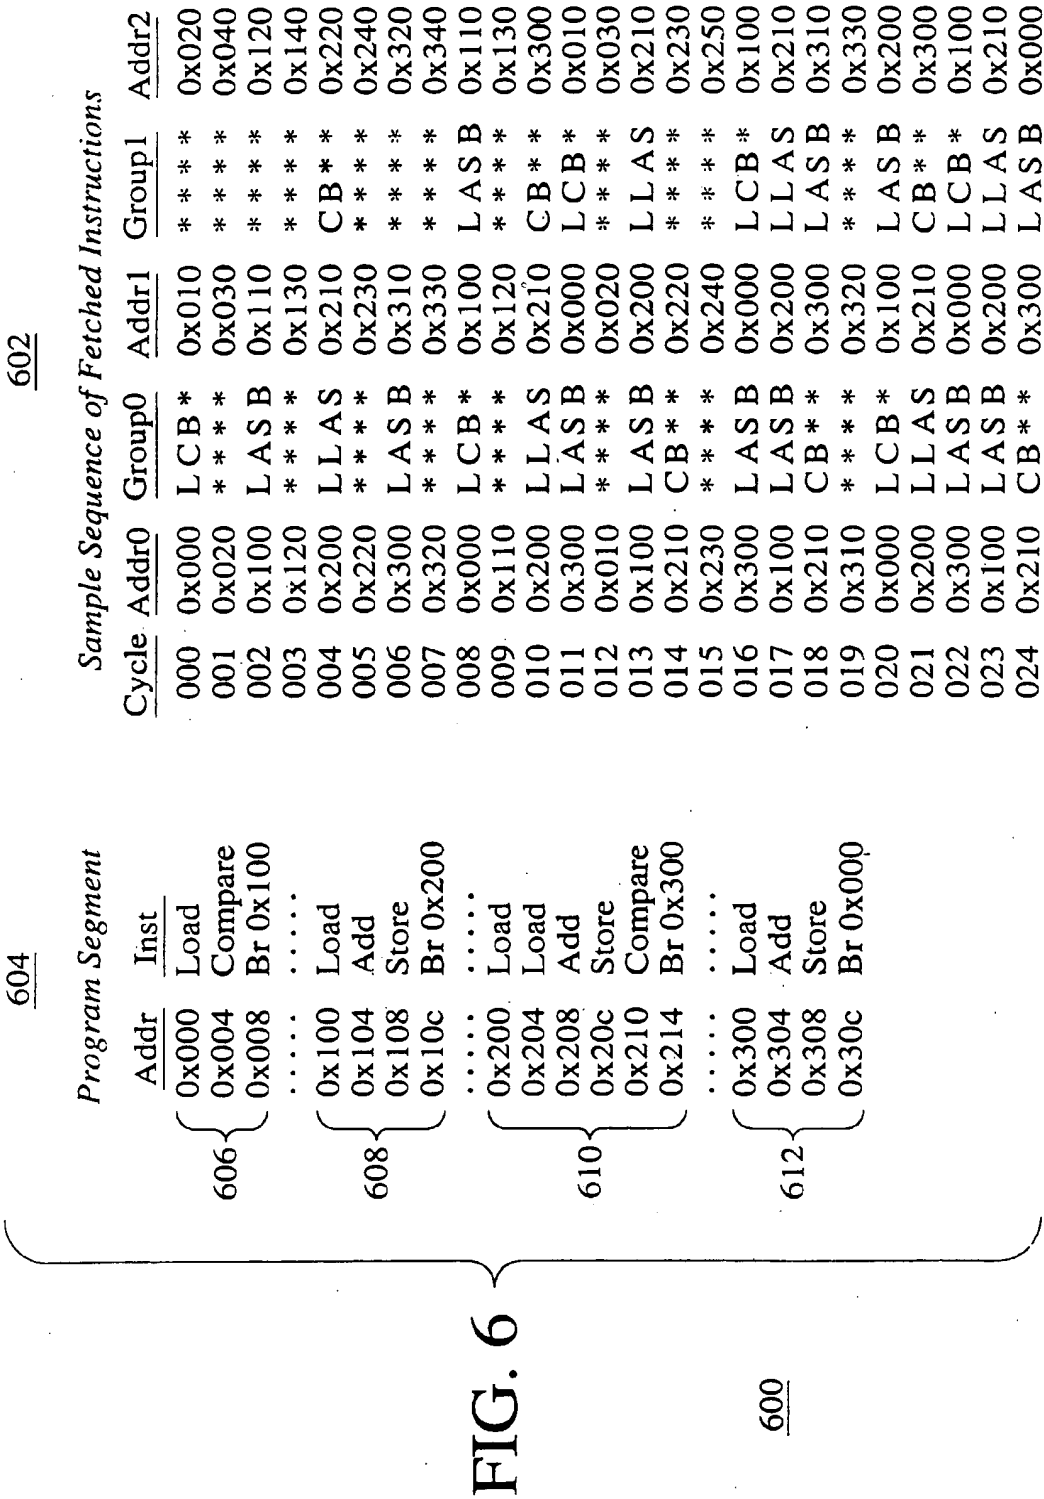 FIG. 6
600
604
Program Segment
Addr Inst
606
0x000 Load
0x004 Compare
0x008 Br 0x100
..... .....
608
0x100 Load
0x104 Add
0x108 Store
0x10c Br 0x200
..... .....
610
0x200 Load
0x204 Load
0x208 Add
0x20c Store
0x210 Compare
0x214 Br 0x300
..... .....
612
0x300 Load
0x304 Add
0x308 Store
0x30c Br 0x000
602
Sample Sequence of Fetched Instructions
Cycle Addr0 Group0 Addr1 Group1 Addr2
000 0x000 L C B * 0x010 * * * * 0x020
001 0x020 * * * * 0x030 * * * * 0x040
002 0x100 L A S B 0x110 * * * * 0x120
003 0x120 * * * * 0x130 * * * * 0x140
004 0x200 L L A S 0x210 C B * * 0x220
005 0x220 * * * * 0x230 * * * * 0x240
006 0x300 L A S B 0x310 * * * * 0x320
007 0x320 * * * * 0x330 * * * * 0x340
008 0x000 L C B * 0x100 L A S B 0x110
009 0x110 * * * * 0x120 * * * * 0x130
010 0x200 L L A S 0x210 C B * * 0x300
011 0x300 L A S B 0x000 L C B * 0x010
012 0x010 * * * * 0x020 * * * * 0x030
013 0x100 L A S B 0x200 L L A S 0x210
014 0x210 C B * * 0x220 * * * * 0x230
015 0x230 * * * * 0x240 * * * * 0x250
016 0x300 L A S B 0x000 L C B * 0x100
017 0x100 L A S B 0x200 L L A S 0x210
018 0x210 C B * * 0x300 L A S B 0x310
019 0x310 * * * * 0x320 * * * * 0x330
020 0x000 L C B * 0x100 L A S B 0x200
021 0x200 L L A S 0x210 C B * * 0x300
022 0x300 L A S B 0x000 L C B * 0x100
023 0x100 L A S B 0x200 L L A S 0x210
024 0x210 C B * * 0x300 L A S B 0x000